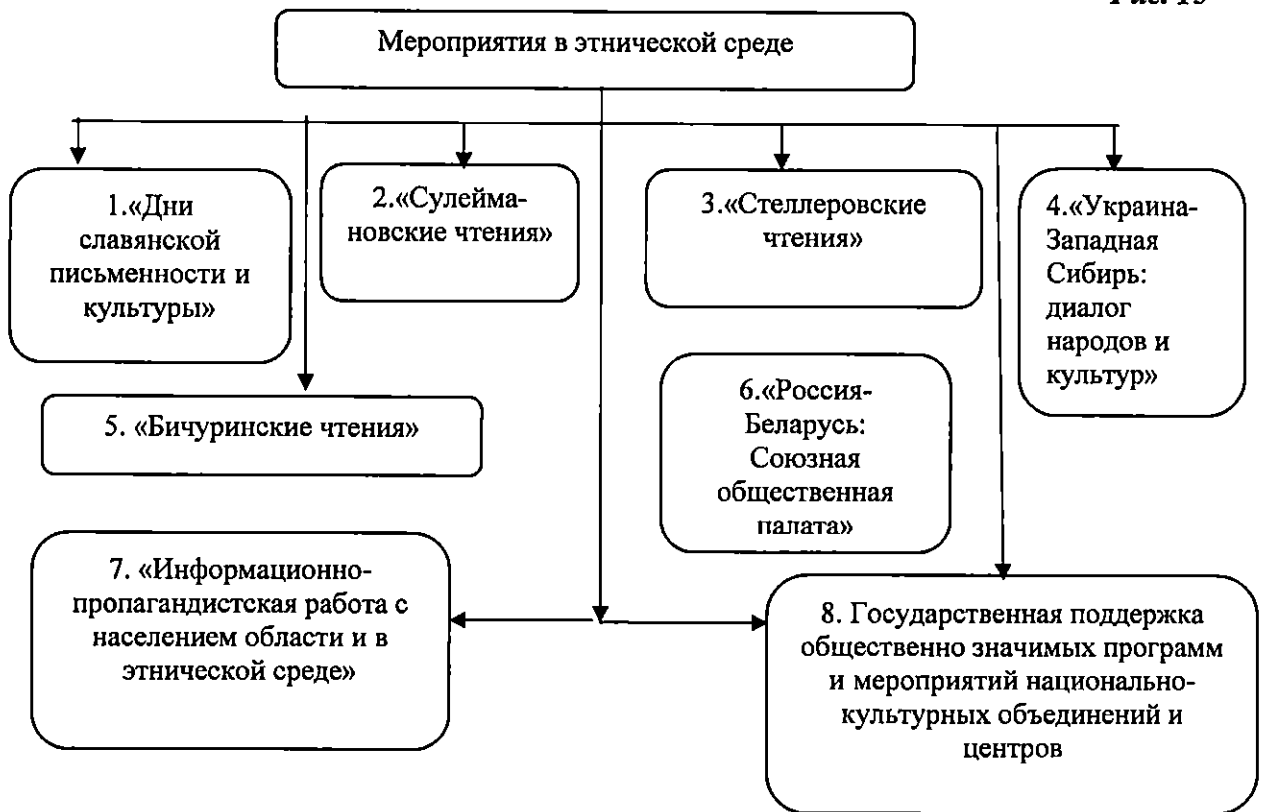 Мероприятия в этнической среде
1.«Дни
славянской
письменности и
культуры»
2.«Сулейма-
новские чтения»
3.«Стеллеровские
чтения»
4.«Украина-
Западная
Сибирь:
диалог
народов и
культур»
5. «Бичуринские чтения»
6.«Россия-
Беларусь:
Союзная
общественная
палата»
7. «Информационно-
пропагандистская работа с
населением области и в
этнической среде»
8. Государственная поддержка
общественно значимых программ
и мероприятий национально-
культурных объединений и
центров